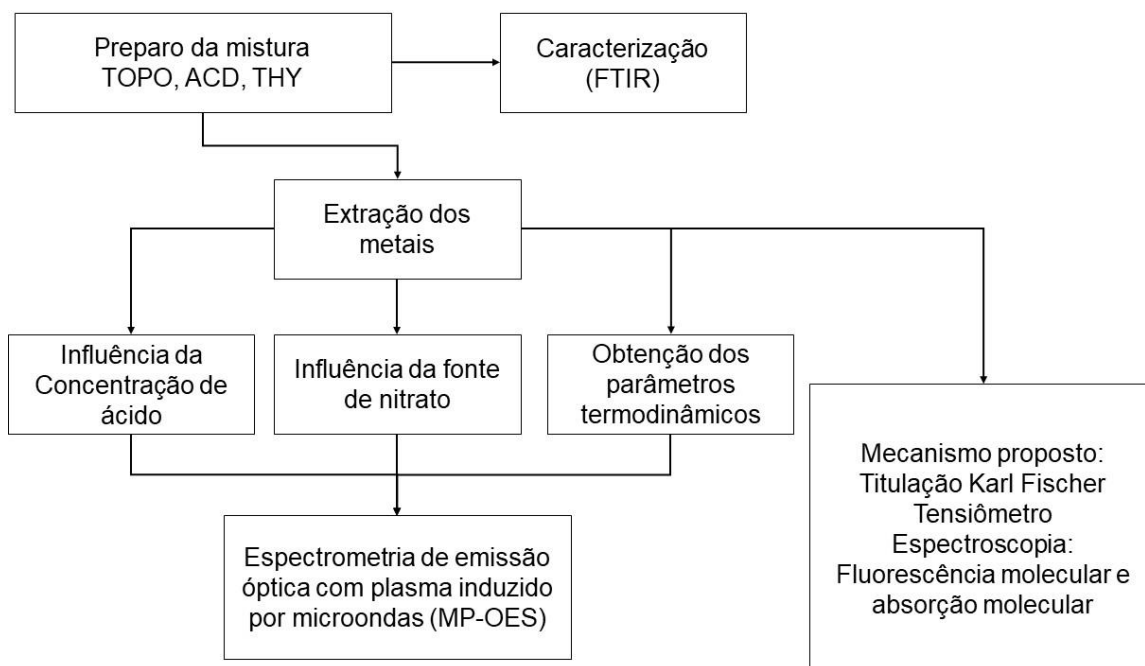 Preparo da mistura
TOPO, ACD, THY
Caracterização
(FTIR)
Extração dos
metais
Influência da
Concentração de
ácido
Influência da fonte
de nitrato
Obtenção dos
parâmetros
termodinâmicos
Mecanismo proposto:
Titulação Karl Fischer
Tensiômetro
Espectroscopia:
Fluorescência molecular e
absorção molecular
Espectrometria de emissão
óptica com plasma induzido
por microondas (MP-OES)